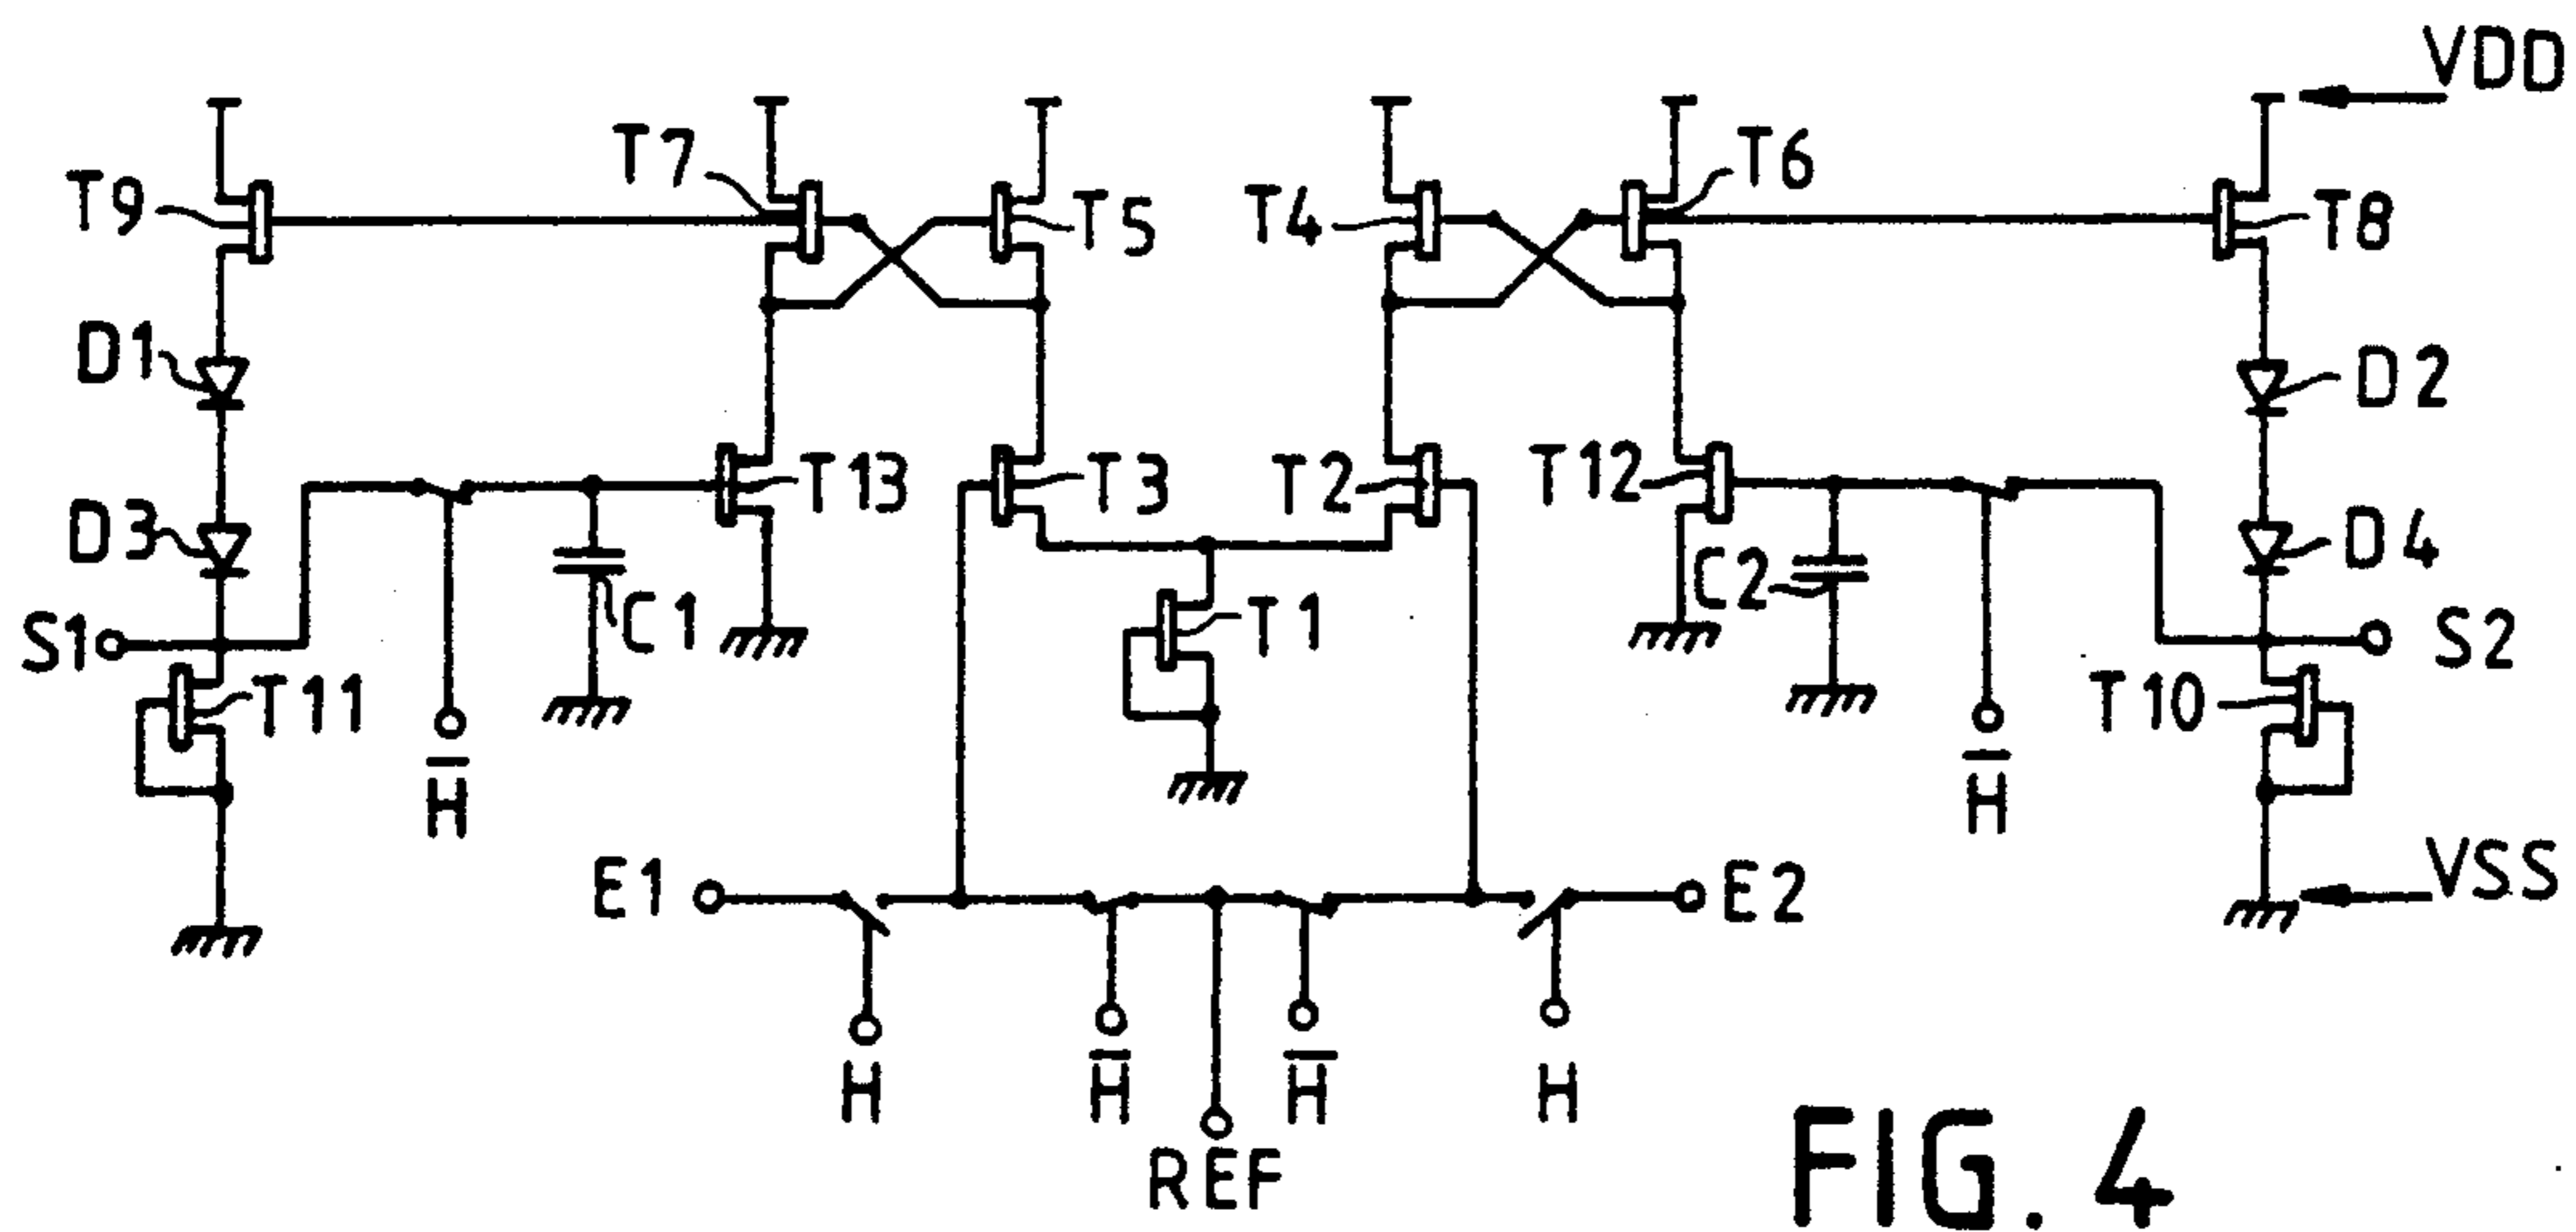 VDD
T9
T7
T5
T4
T6
T8
D1
D2
D3
T13
T3
T2
T12
D4
S1
C1
T1
C2
S2
T11
T10
H̅
H̅
E1
E2
VSS
H
H̅
H̅
H
REF
FIG. 4